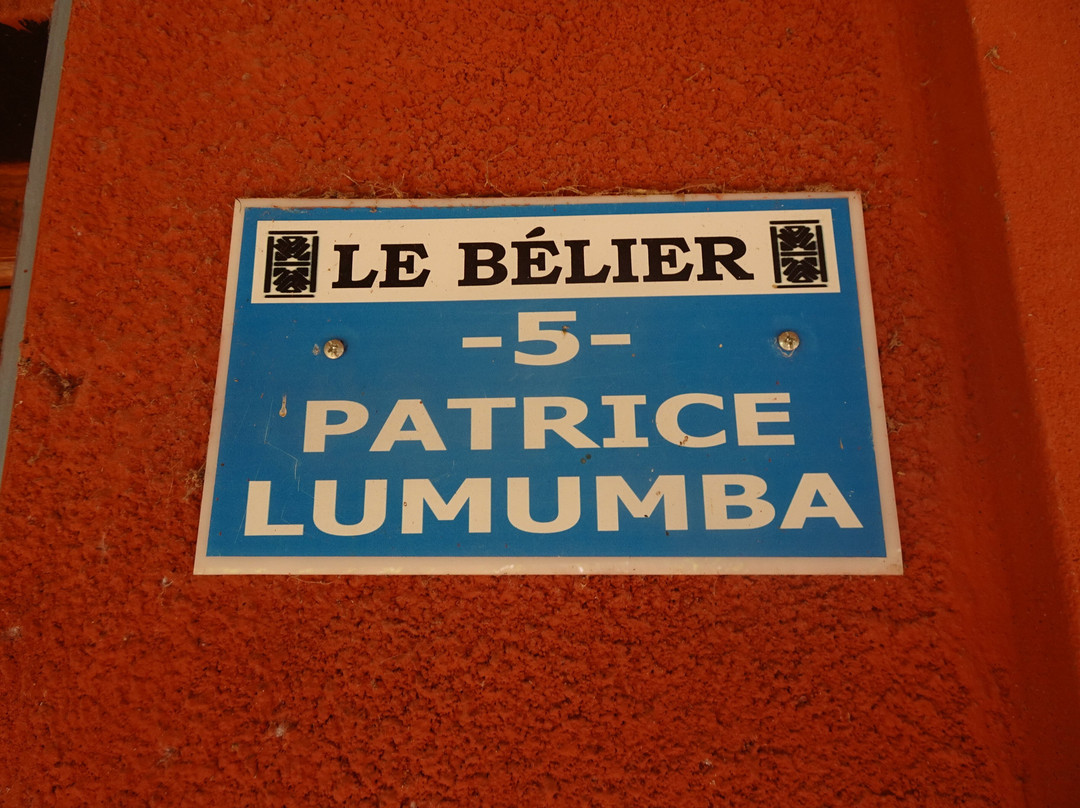 LE BÉLIER
-5-
PATRICE
LUMUMBA